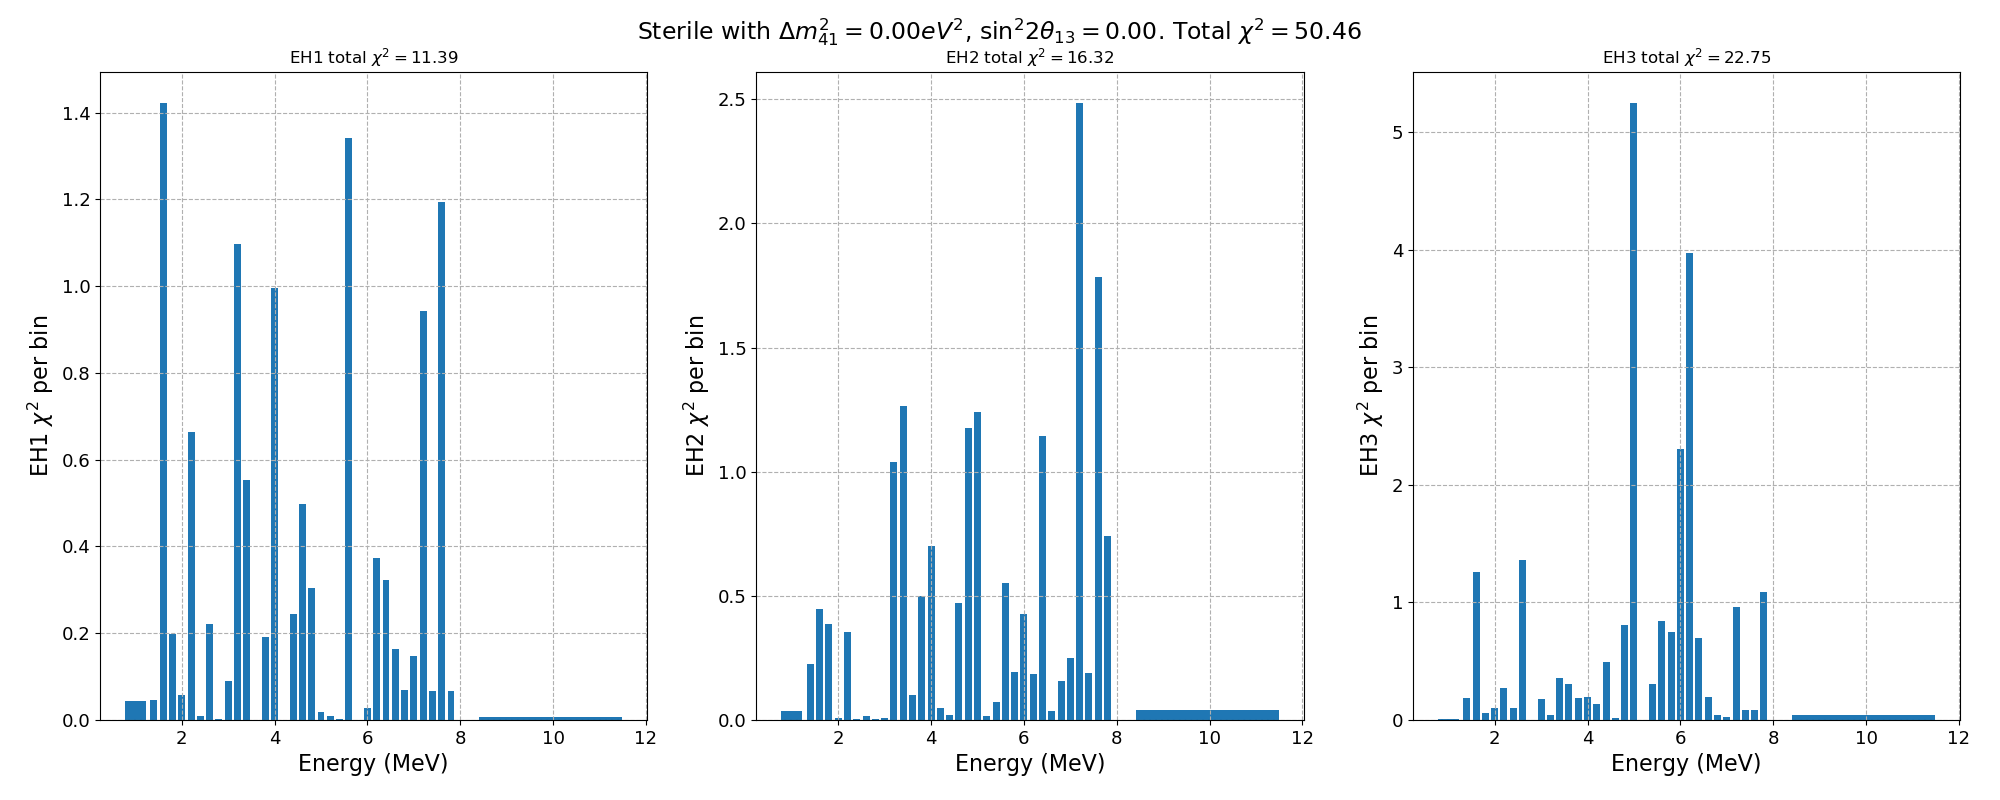 Sterile with Δm²₄₁ = 0.00eV², sin²2θ₁₃ = 0.00. Total χ² = 50.46
EH1 total χ² = 11.39
EH1 χ² per bin
1.4
1.2
1.0
0.8
0.6
0.4
0.2
0.0
2 4 6 8 10 12
Energy (MeV)
EH2 total χ² = 16.32
EH2 χ² per bin
2.5
2.0
1.5
1.0
0.5
0.0
2 4 6 8 10 12
Energy (MeV)
EH3 total χ² = 22.75
EH3 χ² per bin
5
4
3
2
1
0
2 4 6 8 10 12
Energy (MeV)